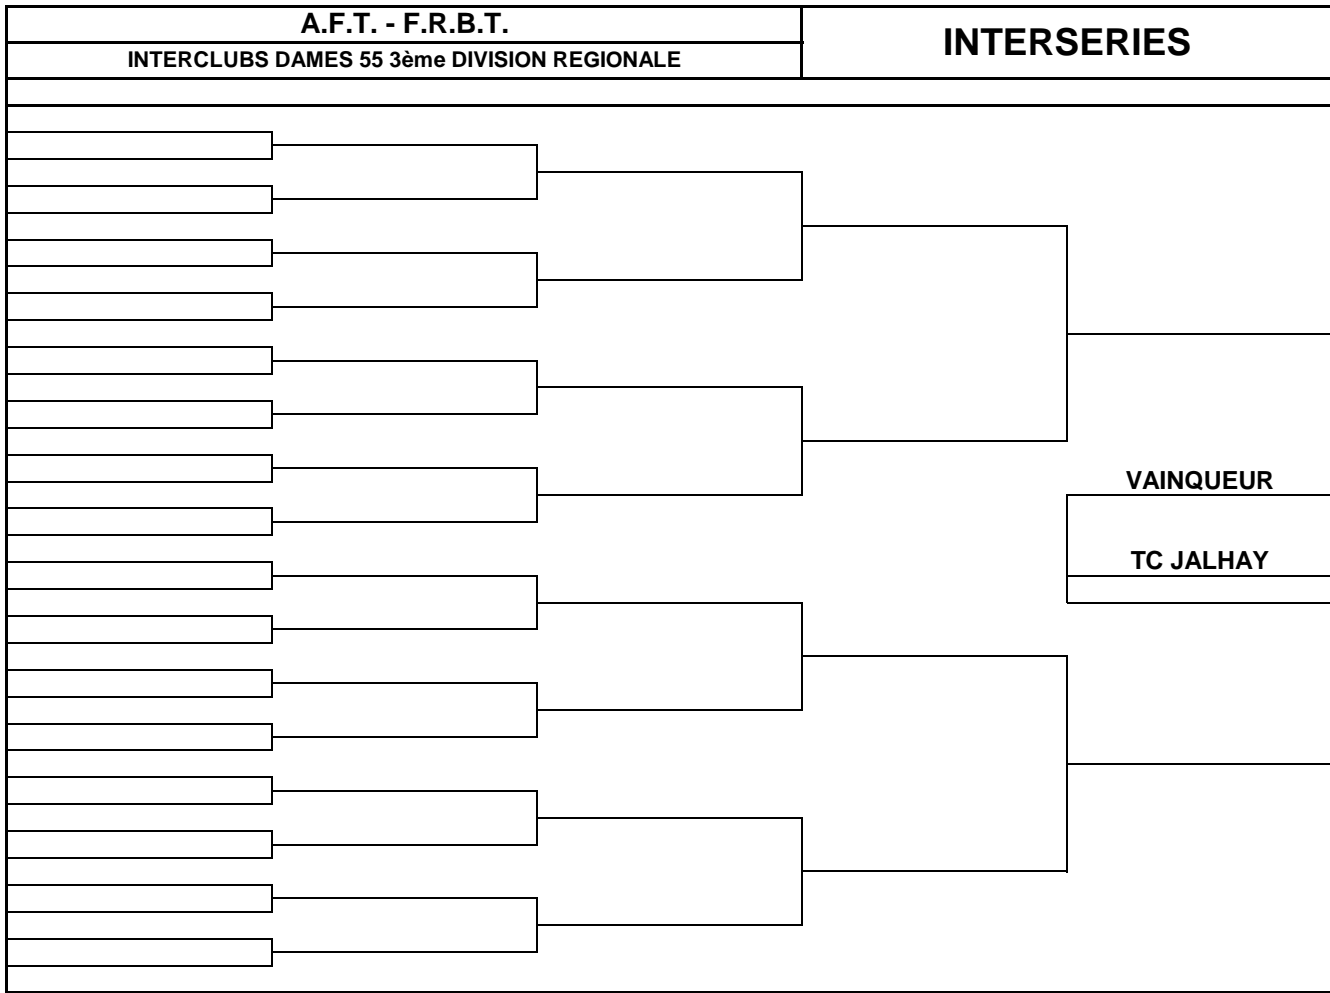 A.F.T. - F.R.B.T.
INTERCLUBS DAMES 55 3ème DIVISION REGIONALE
INTERSERIES
VAINQUEUR
TC JALHAY